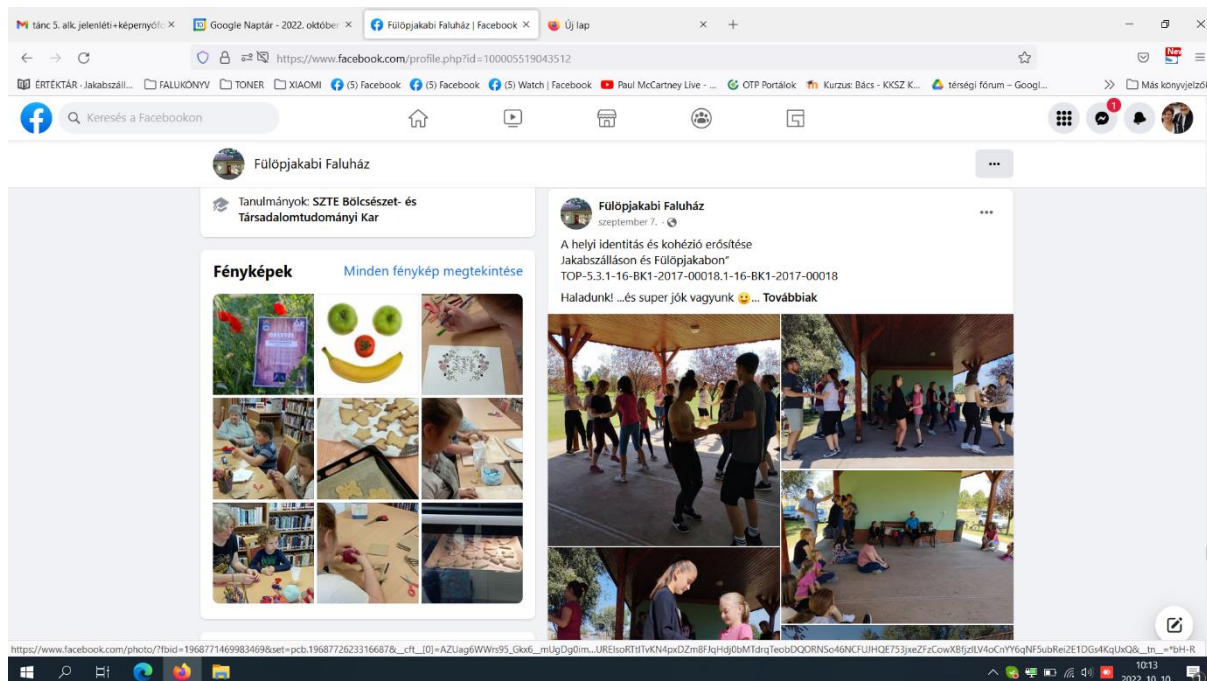 tánc 5. alk. jelenléti+képernyőfo
Google Naptár - 2022. október
Fülöpjakabi Faluház | Facebook
Új lap
https://www.facebook.com/profile.php?id=100005519043512
ÉRTÉKTÁR - Jakabszáll...
FALUKÖNYV
TONER
XIAOMI
(5) Facebook
(5) Facebook
(5) Watch | Facebook
Paul McCartney Live - ...
OTP Portálok
Kurzus: Bács - KKSZ K...
térségi fórum – Googl...
Más könyvjelzők
New
Keresés a Facebookon
1
Fülöpjakabi Faluház
Tanulmányok: SZTE Bölcsészet- és
Társadalomtudományi Kar
Fényképek
Minden fénykép megtekintése
Fülöpjakabi Faluház
szeptember 7.
A helyi identitás és kohézió erősítése
Jakabszálláson és Fülöpjakabon"
TOP-5.3.1-16-BK1-2017-00018.1-16-BK1-2017-00018
Haladunk! ...és super jók vagyunk 🙂... Továbbiak
10:13
2022. 10. 10.